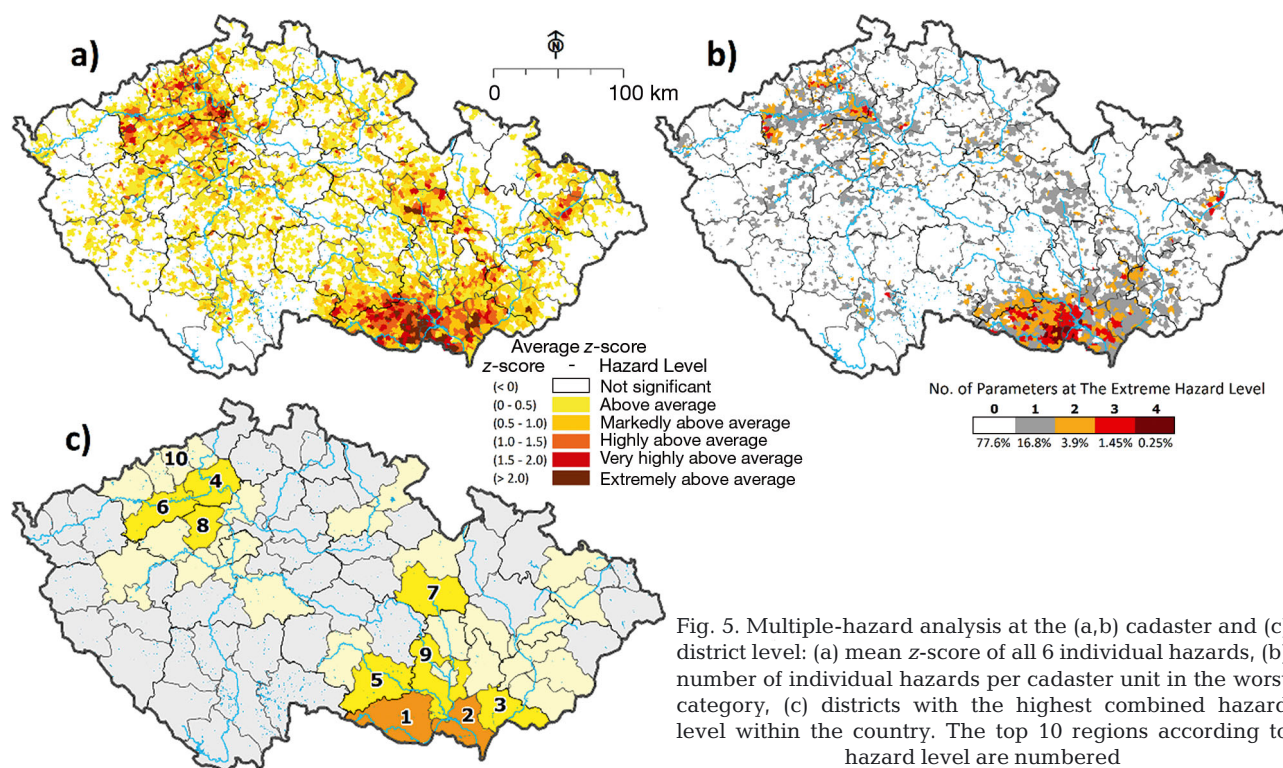 a)
N
0 100 km
b)
Average z-score
z-score - Hazard Level
(< 0) Not significant
(0 - 0.5) Above average
(0.5 - 1.0) Markedly above average
(1.0 - 1.5) Highly above average
(1.5 - 2.0) Very highly above average
(> 2.0) Extremely above average
No. of Parameters at The Extreme Hazard Level
0 1 2 3 4
77.6% 16.8% 3.9% 1.45% 0.25%
c)
10
4
6
8
7
9
5
1 2 3
Fig. 5. Multiple-hazard analysis at the (a,b) cadaster and (c)
district level: (a) mean z-score of all 6 individual hazards, (b)
number of individual hazards per cadaster unit in the worst
category, (c) districts with the highest combined hazard
level within the country. The top 10 regions according to
hazard level are numbered